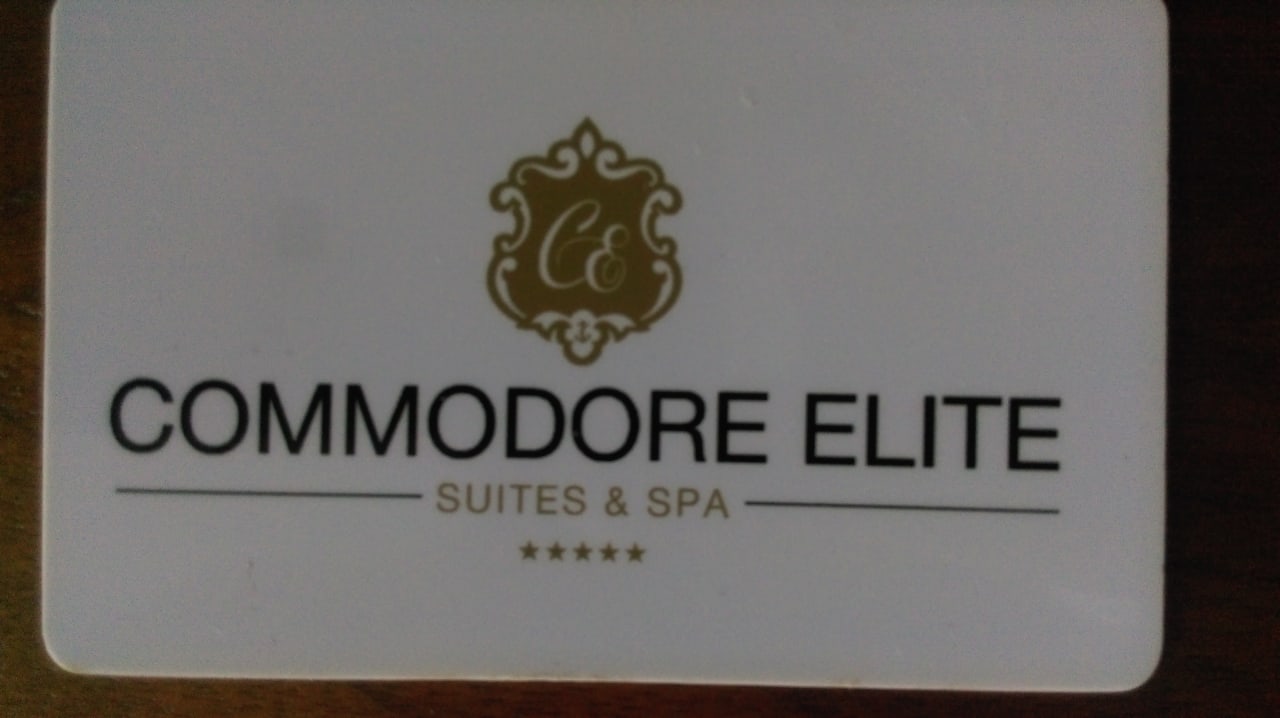 CE
COMMODORE ELITE
SUITES & SPA
★★★★★